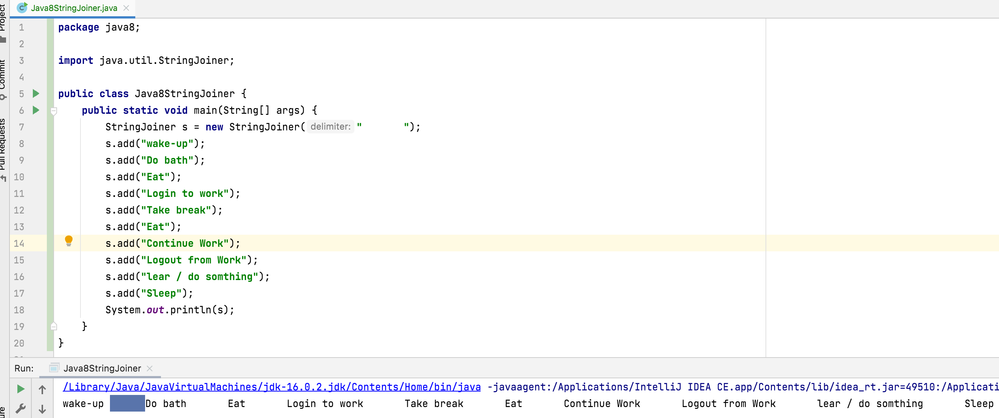 Java8StringJoiner.java
Project
Commit
Pull Requests
1 package java8;
2
3 import java.util.StringJoiner;
4
5 public class Java8StringJoiner {
6     public static void main(String[] args) {
7         StringJoiner s = new StringJoiner( delimiter: "       ");
8         s.add("wake-up");
9         s.add("Do bath");
10         s.add("Eat");
11         s.add("Login to work");
12         s.add("Take break");
13         s.add("Eat");
14         s.add("Continue Work");
15         s.add("Logout from Work");
16         s.add("lear / do somthing");
17         s.add("Sleep");
18         System.out.println(s);
19     }
20 }
Run: Java8StringJoiner
/Library/Java/JavaVirtualMachines/jdk-16.0.2.jdk/Contents/Home/bin/java -javaagent:/Applications/IntelliJ IDEA CE.app/Contents/lib/idea_rt.jar=49510:/Applicati
wake-up       Do bath       Eat       Login to work       Take break       Eat       Continue Work       Logout from Work       lear / do somthing       Sleep